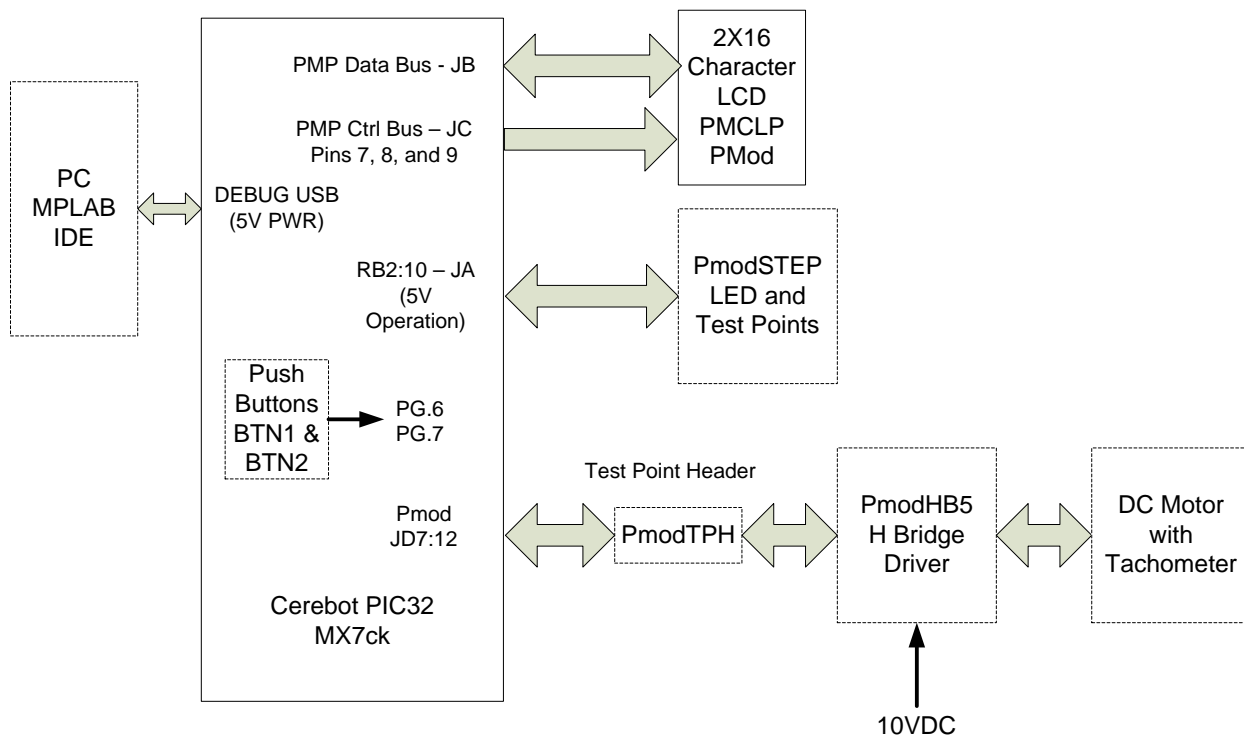 PC
MPLAB
IDE
DEBUG USB
(5V PWR)
PMP Data Bus - JB
PMP Ctrl Bus – JC
Pins 7, 8, and 9
RB2:10 – JA
(5V
Operation)
Push
Buttons
BTN1 &
BTN2
PG.6
PG.7
Pmod
JD7:12
Cerebot PIC32
MX7ck
2X16
Character
LCD
PMCLP
PMod
PmodSTEP
LED and
Test Points
Test Point Header
PmodTPH
PmodHB5
H Bridge
Driver
DC Motor
with
Tachometer
10VDC